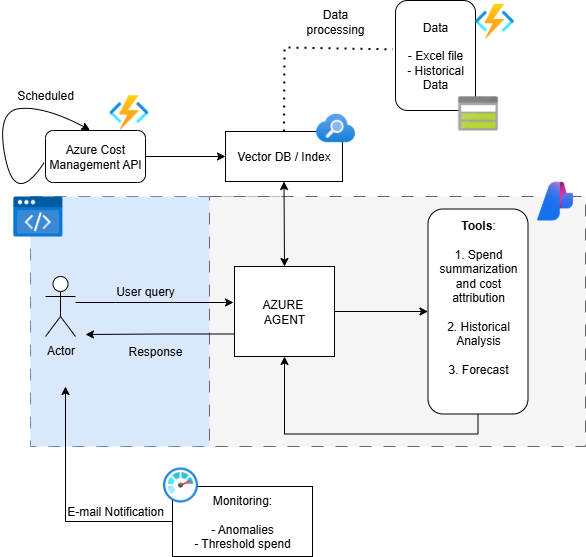 Data
processing
Data
- Excel file
- Historical
Data
Scheduled
Azure Cost
Management API
Vector DB / Index
Tools:
1. Spend
summarization
and cost
attribution
2. Historical
Analysis
3. Forecast
User query
AZURE
AGENT
Actor
Response
E-mail Notification
Monitoring:
- Anomalies
- Threshold spend